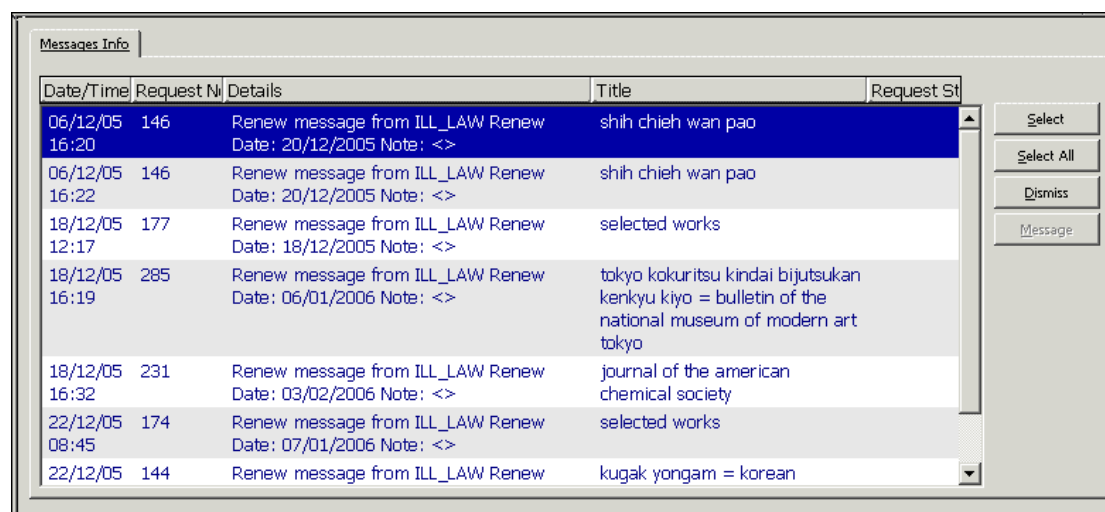 Messages Info
Date/Time Request N Details Title Request St
06/12/05 146 Renew message from ILL_LAW Renew shih chieh wan pao
16:20 Date: 20/12/2005 Note: <>
06/12/05 146 Renew message from ILL_LAW Renew shih chieh wan pao
16:22 Date: 20/12/2005 Note: <>
18/12/05 177 Renew message from ILL_LAW Renew selected works
12:17 Date: 18/12/2005 Note: <>
18/12/05 285 Renew message from ILL_LAW Renew tokyo kokuritsu kindai bijutsukan
16:19 Date: 06/01/2006 Note: <> kenkyu kiyo = bulletin of the
national museum of modern art
tokyo
18/12/05 231 Renew message from ILL_LAW Renew journal of the american
16:32 Date: 03/02/2006 Note: <> chemical society
22/12/05 174 Renew message from ILL_LAW Renew selected works
08:45 Date: 07/01/2006 Note: <>
22/12/05 144 Renew message from ILL_LAW Renew kugak yongam = korean
Select
Select All
Dismiss
Message